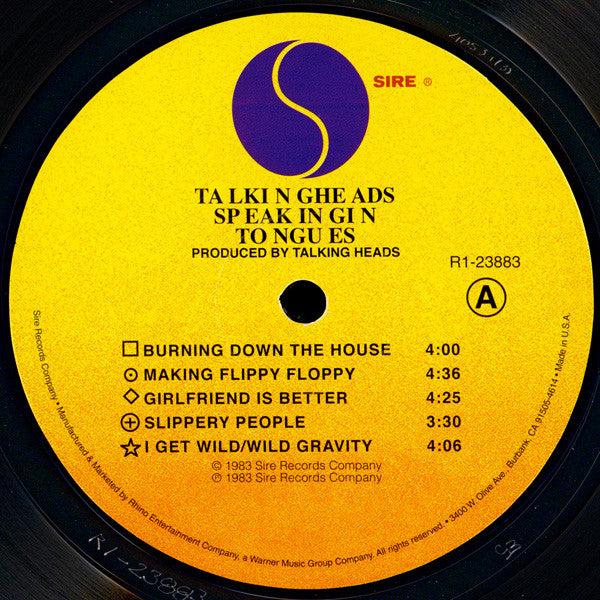 SIRE ®
TA LKI N GHE ADS
SP EAK IN GI N
TO NGU ES
PRODUCED BY TALKING HEADS
R1-23883
A
BURNING DOWN THE HOUSE 4:00
MAKING FLIPPY FLOPPY 4:36
GIRLFRIEND IS BETTER 4:25
SLIPPERY PEOPLE 3:30
I GET WILD/WILD GRAVITY 4:06
© 1983 Sire Records Company
℗ 1983 Sire Records Company
Sire Records Company • Manufactured & Marketed by Rhino Entertainment Company, a Warner Music Group Company. All rights reserved. • 3400 W. Olive Ave., Burbank, CA 91505-4614 • Made in U.S.A.
R1-23883